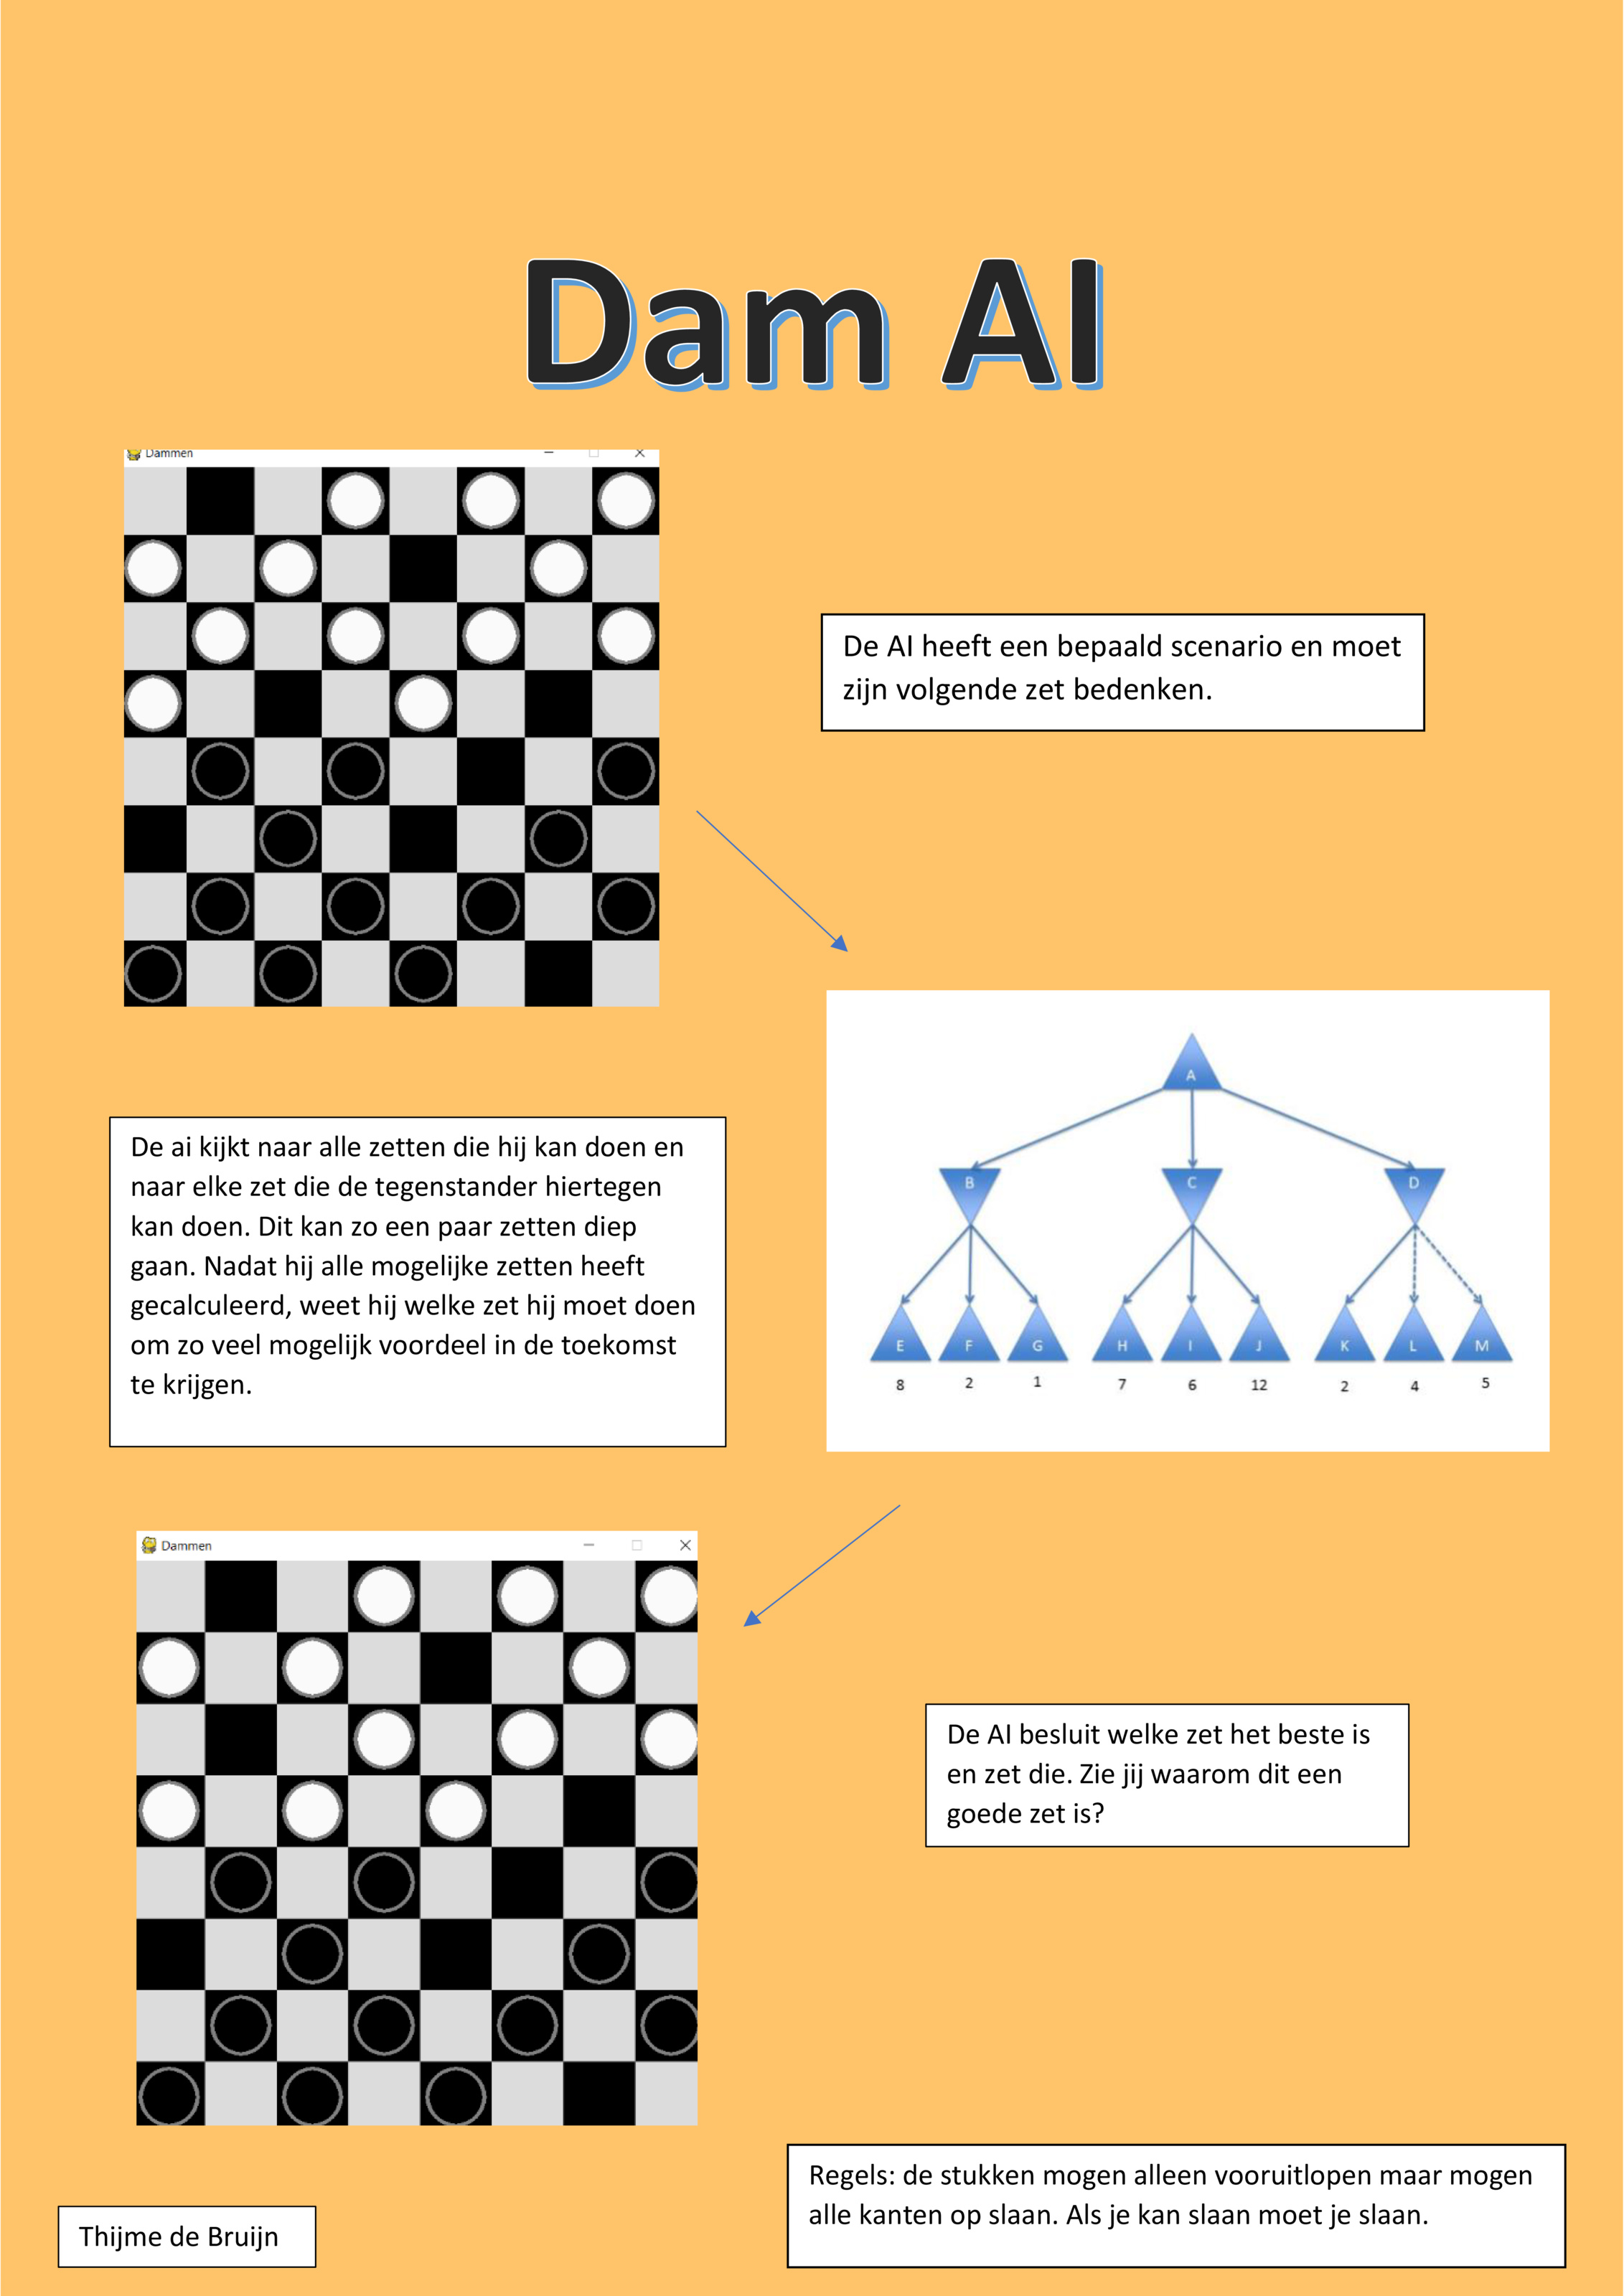 Dam AI
Dammen
De AI heeft een bepaald scenario en moet
zijn volgende zet bedenken.
De ai kijkt naar alle zetten die hij kan doen en
naar elke zet die de tegenstander hiertegen
kan doen. Dit kan zo een paar zetten diep
gaan. Nadat hij alle mogelijke zetten heeft
gecalculeerd, weet hij welke zet hij moet doen
om zo veel mogelijk voordeel in de toekomst
te krijgen.
A
B C D
E F G H I J K L M
8 2 1 7 6 12 2 4 5
Dammen
De AI besluit welke zet het beste is
en zet die. Zie jij waarom dit een
goede zet is?
Regels: de stukken mogen alleen vooruitlopen maar mogen
alle kanten op slaan. Als je kan slaan moet je slaan.
Thijme de Bruijn